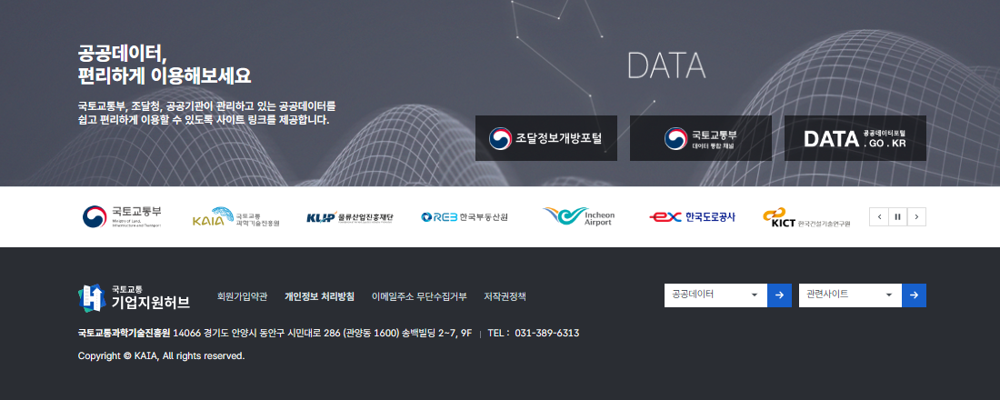 공공데이터,
편리하게 이용해보세요
국토교통부, 조달청, 공공기관이 관리하고 있는 공공데이터를
쉽고 편리하게 이용할 수 있도록 사이트 링크를 제공합니다.
DATA
조달정보개방포털
국토교통부
데이터 통합 채널
DATA 공공데이터포털
. GO . KR
국토교통부
Ministry of Land,
Infrastructure and Transport
KAIA 국토교통
과학기술진흥원
KLIP 물류산업진흥재단
REB 한국부동산원
Incheon
Airport
ex 한국도로공사
KICT 한국건설기술연구원
국토교통
기업지원허브
회원가입약관 개인정보 처리방침 이메일주소 무단수집거부 저작권정책
공공데이터
관련사이트
국토교통과학기술진흥원 14066 경기도 안양시 동안구 시민대로 286 (관양동 1600) 송백빌딩 2~7, 9F | TEL : 031-389-6313
Copyright © KAIA, All rights reserved.